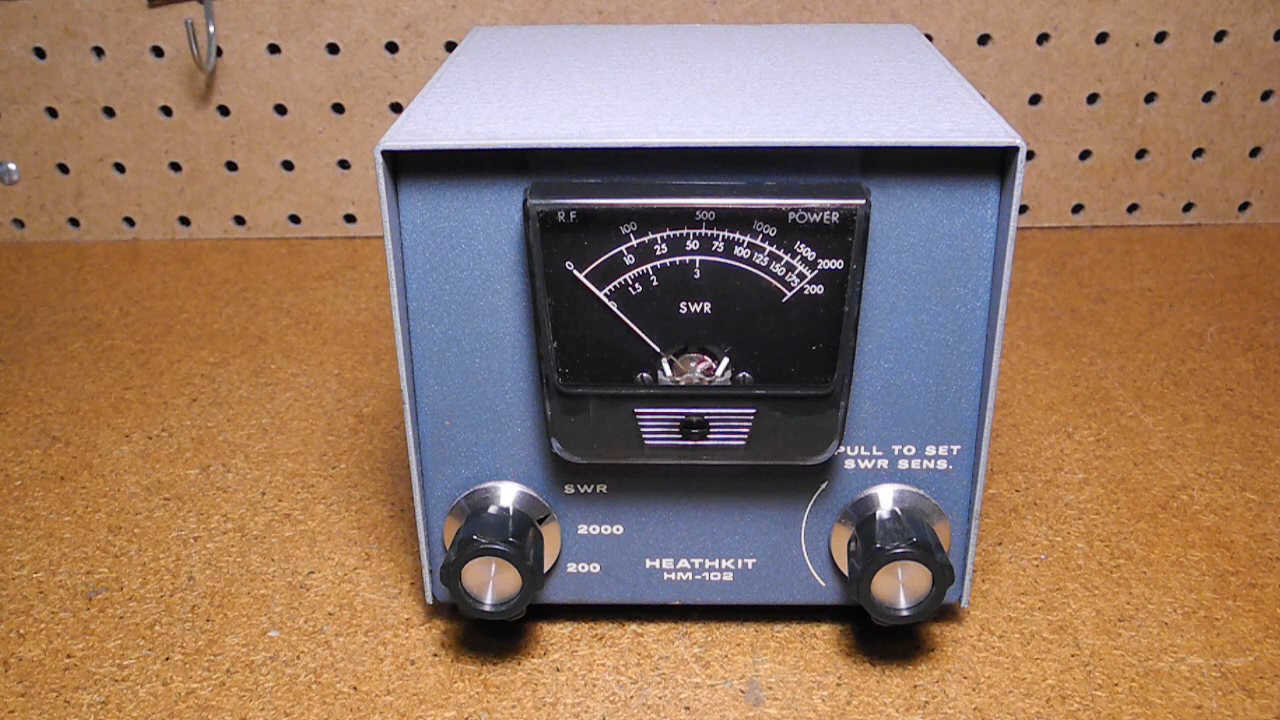 R.F. POWER
100 500 1000 1500 2000
0 10 25 50 75 100 125 150 175 200
0 1.5 2 3
SWR
PULL TO SET
SWR SENS.
SWR
2000
200
HEATHKIT
HM-102